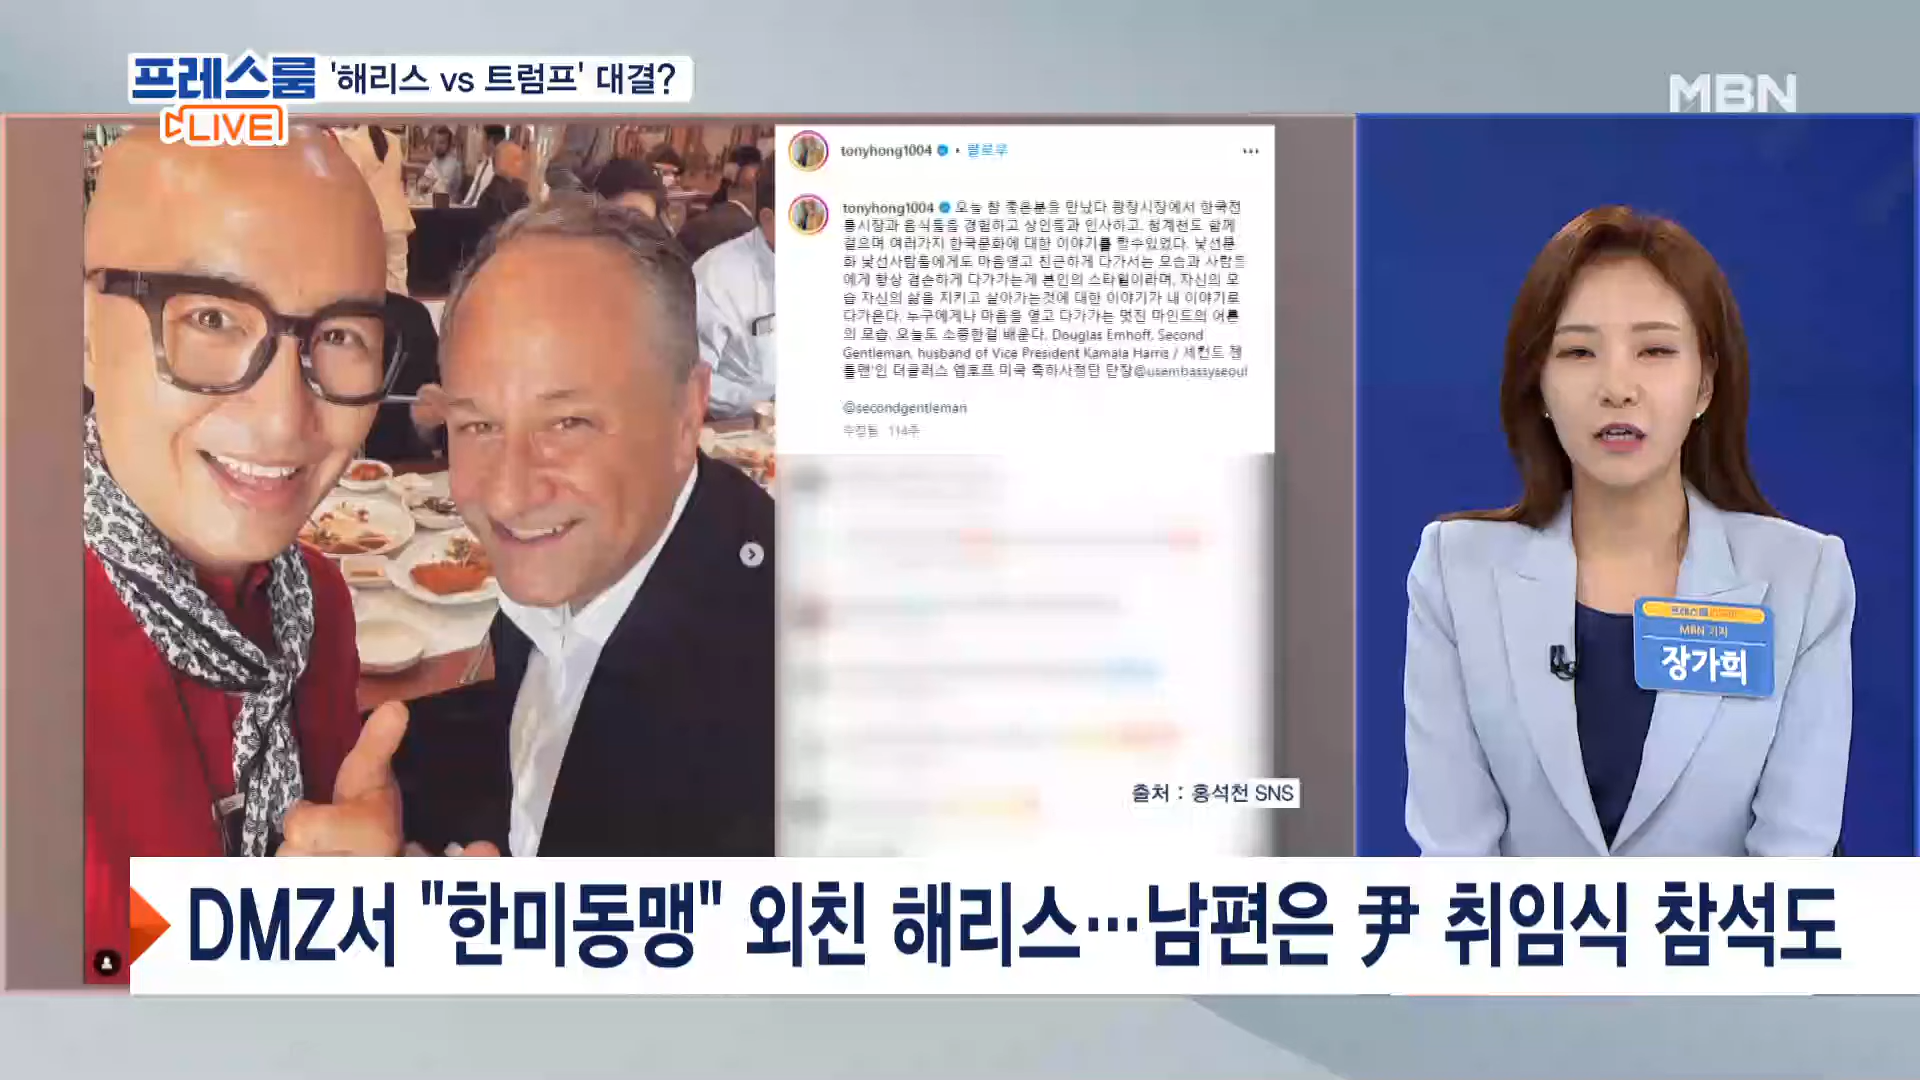 프레스룸
LIVE
'해리스 vs 트럼프' 대결?
MBN
tonyhong1004 • 팔로우
tonyhong1004 오늘 참 좋은분을 만났다 광장시장에서 한국전
통시장과 음식들을 경험하고 상인들과 인사하고. 청계천도 함께
걸으며 여러가지 한국문화에 대한 이야기를 할수있었다. 낯선문
화 낯선사람들에게도 마음열고 친근하게 다가서는 모습과 사람들
에게 항상 겸손하게 다가가는게 본인의 스타일이라며, 자신의 모
습 자신의 삶을 지키고 살아가는것에 대한 이야기가 내 이야기로
다가온다. 누구에게나 마음을 열고 다가가는 멋진 마인드의 어른
의 모습. 오늘도 소중한걸 배운다. Douglas Emhoff, Second
Gentleman, husband of Vice President Kamala Harris / 세컨드 젠
틀맨'인 더글러스 엠호프 미국 축하사절단 단장@usembassyseoul
@secondgentleman
수정됨 114주
프레스룸
MBN 기자
장가희
출처 : 홍석천 SNS
DMZ서 "한미동맹" 외친 해리스…남편은 尹 취임식 참석도